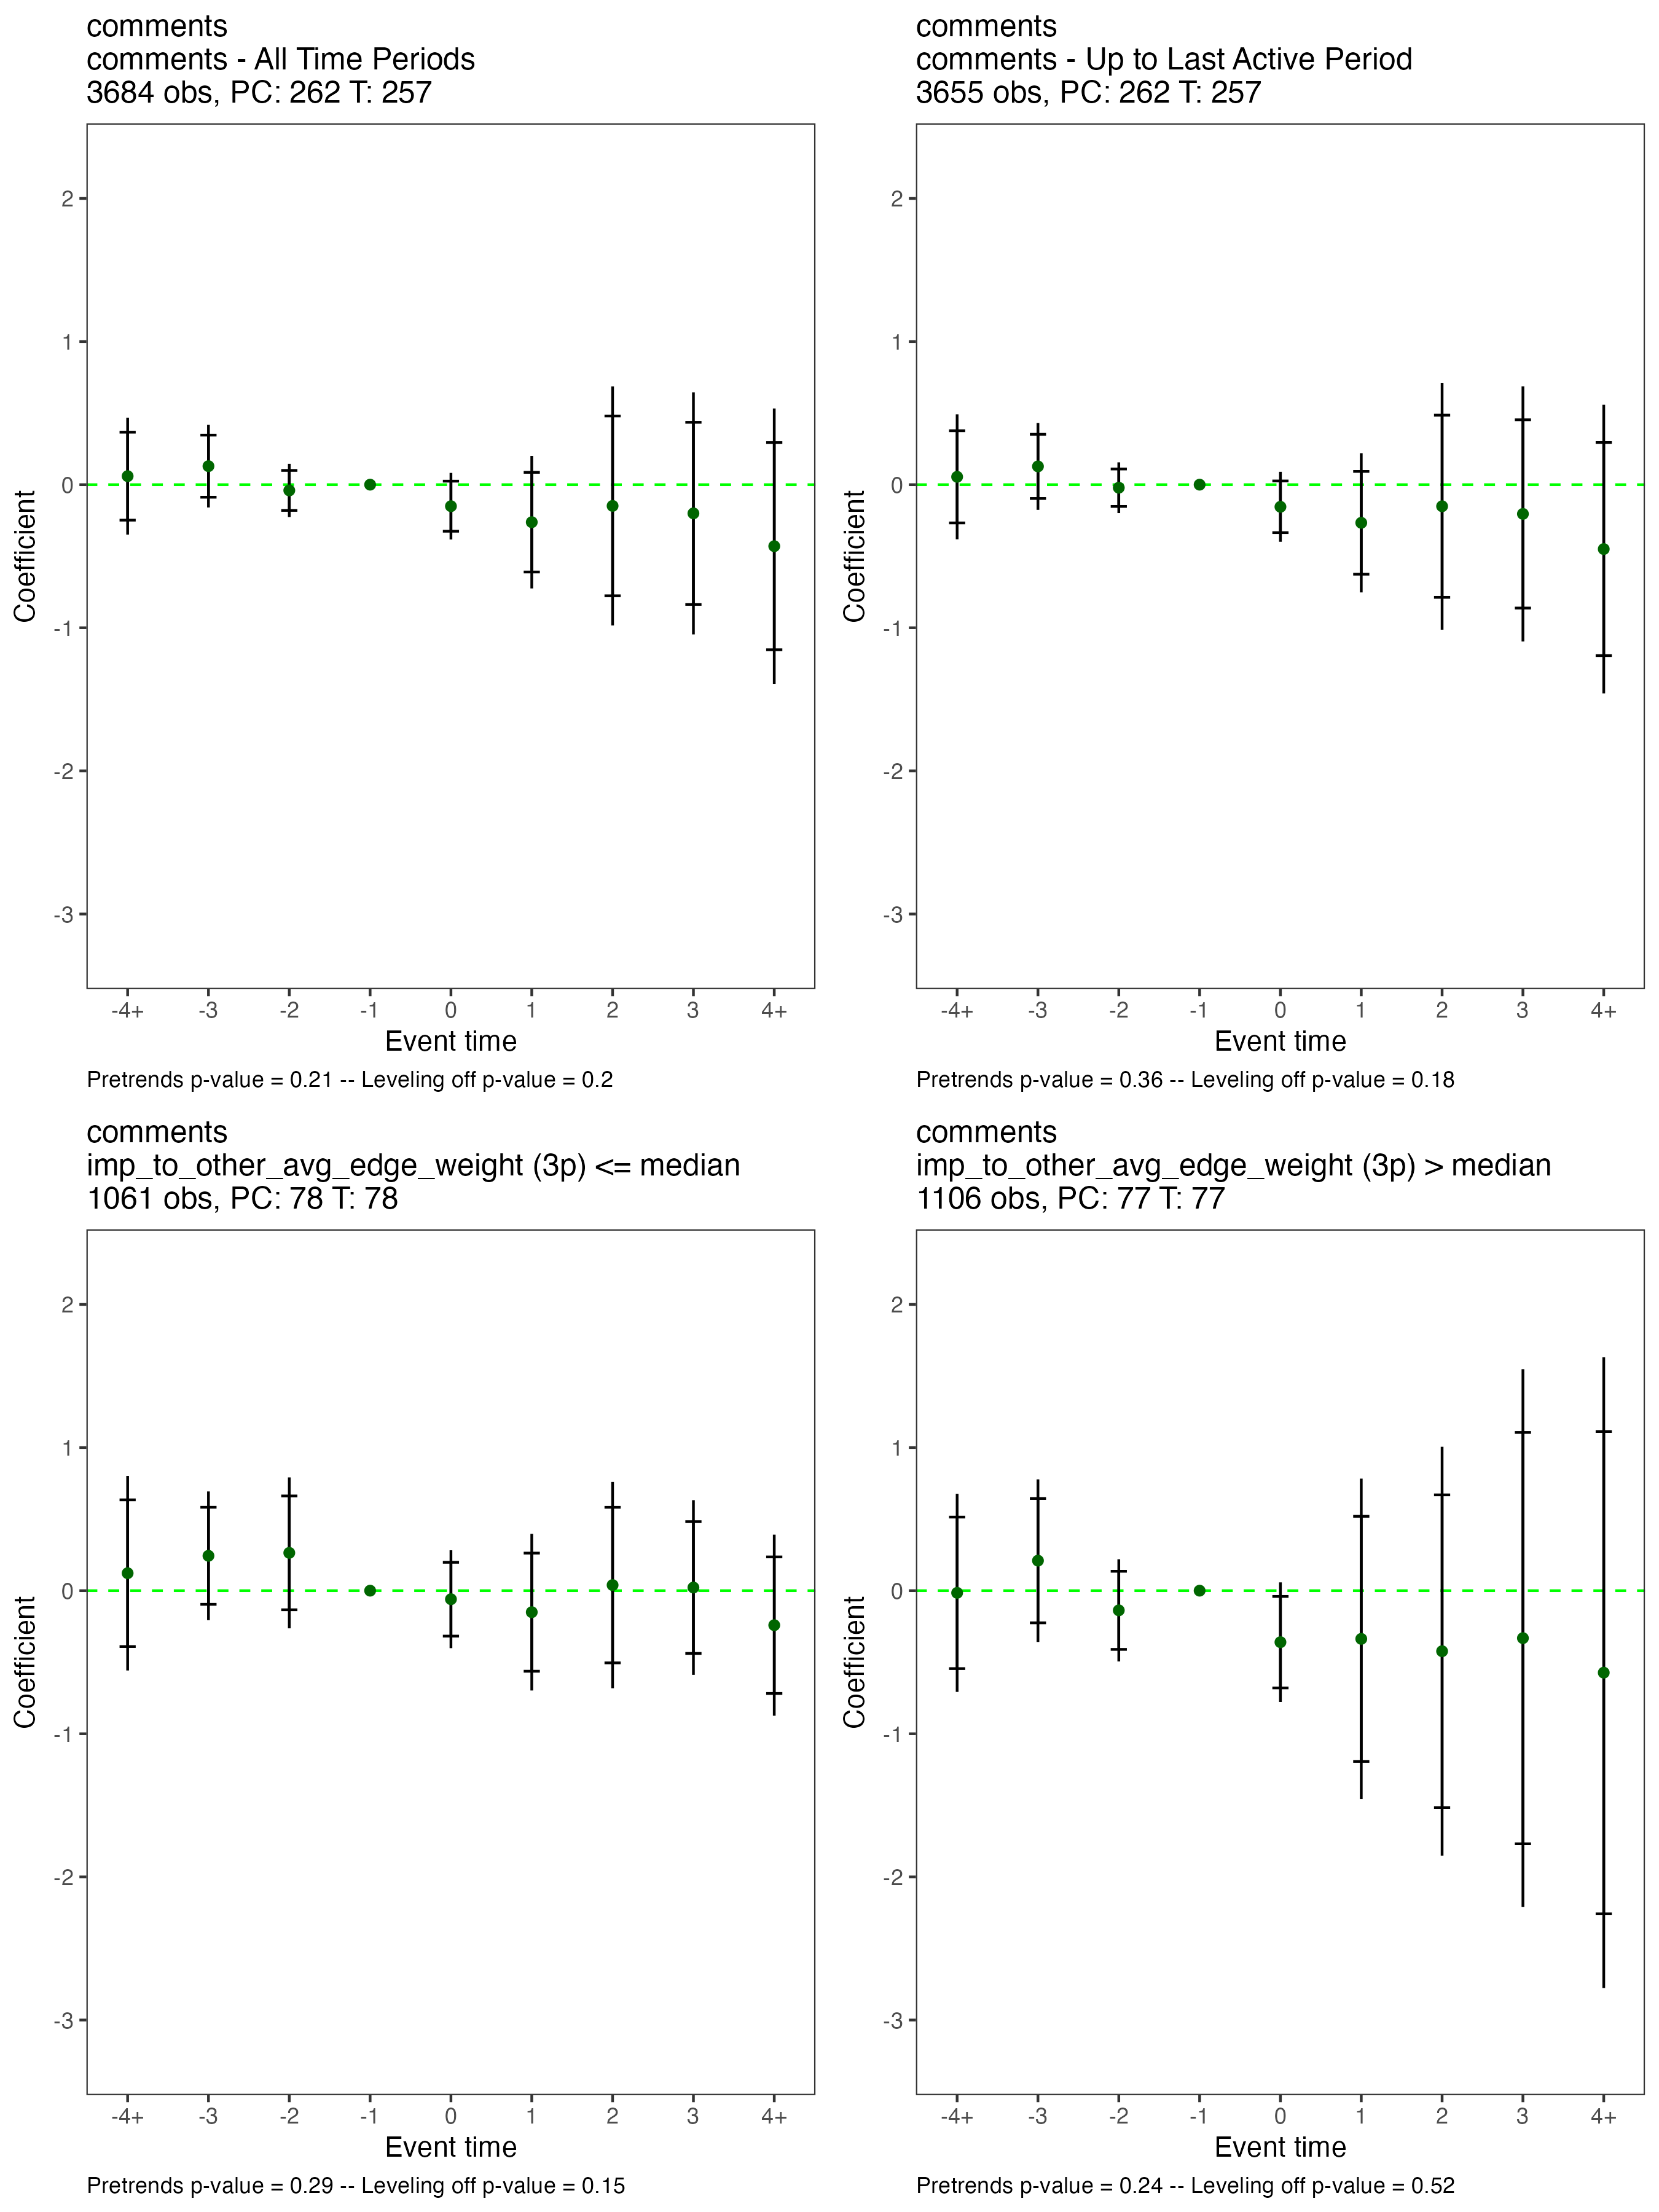 comments
comments - All Time Periods
3684 obs, PC: 262 T: 257
2
1
0
-1
-2
-3
Coefficient
-4+ -3 -2 -1 0 1 2 3 4+
Event time
Pretrends p-value = 0.21 -- Leveling off p-value = 0.2
comments
comments - Up to Last Active Period
3655 obs, PC: 262 T: 257
2
1
0
-1
-2
-3
Coefficient
-4+ -3 -2 -1 0 1 2 3 4+
Event time
Pretrends p-value = 0.36 -- Leveling off p-value = 0.18
comments
imp_to_other_avg_edge_weight (3p) <= median
1061 obs, PC: 78 T: 78
2
1
0
-1
-2
-3
Coefficient
-4+ -3 -2 -1 0 1 2 3 4+
Event time
Pretrends p-value = 0.29 -- Leveling off p-value = 0.15
comments
imp_to_other_avg_edge_weight (3p) > median
1106 obs, PC: 77 T: 77
2
1
0
-1
-2
-3
Coefficient
-4+ -3 -2 -1 0 1 2 3 4+
Event time
Pretrends p-value = 0.24 -- Leveling off p-value = 0.52